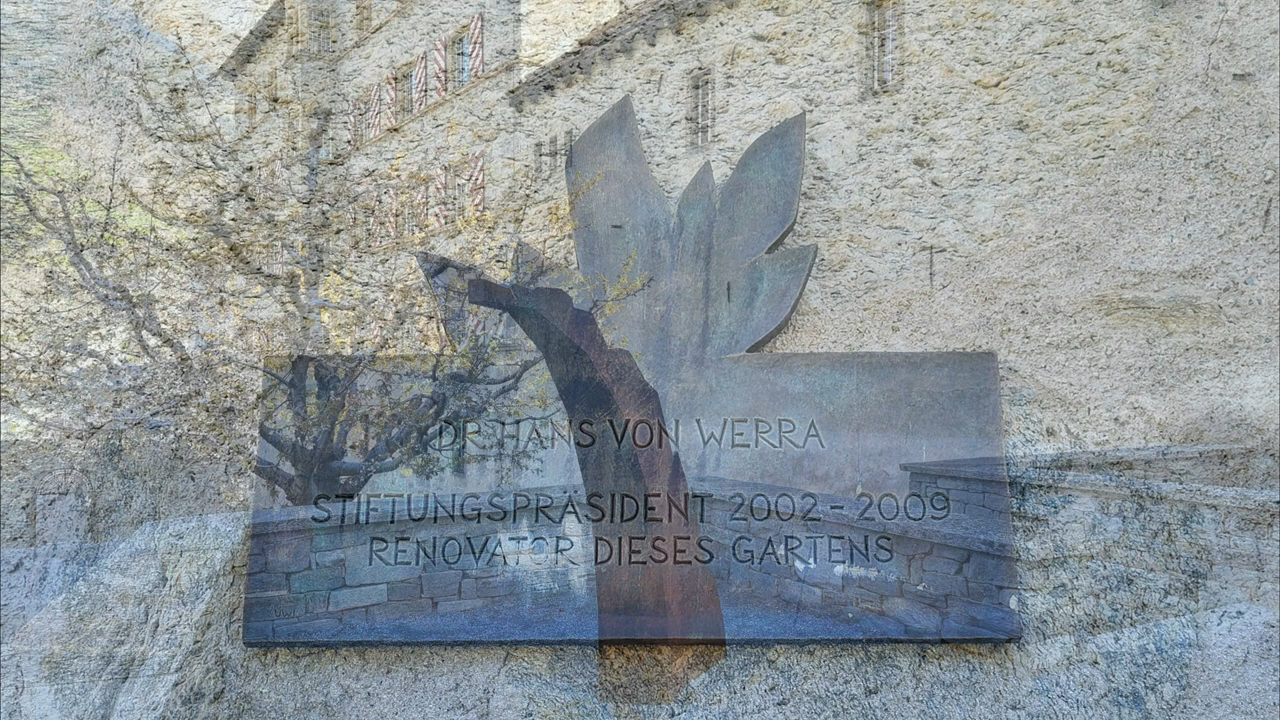 DR HANS VON WERRA
STIFTUNGSPRÄSIDENT 2002-2009
RENOVATOR DIESES GARTENS